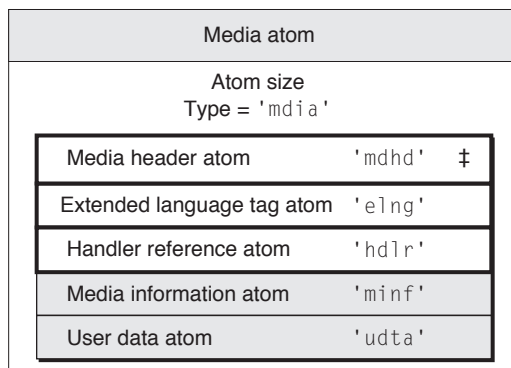 Media atom
Atom size
Type = 'mdia'
Media header atom 'mdhd' ‡
Extended language tag atom 'elng'
Handler reference atom 'hdlr'
Media information atom 'minf'
User data atom 'udta'